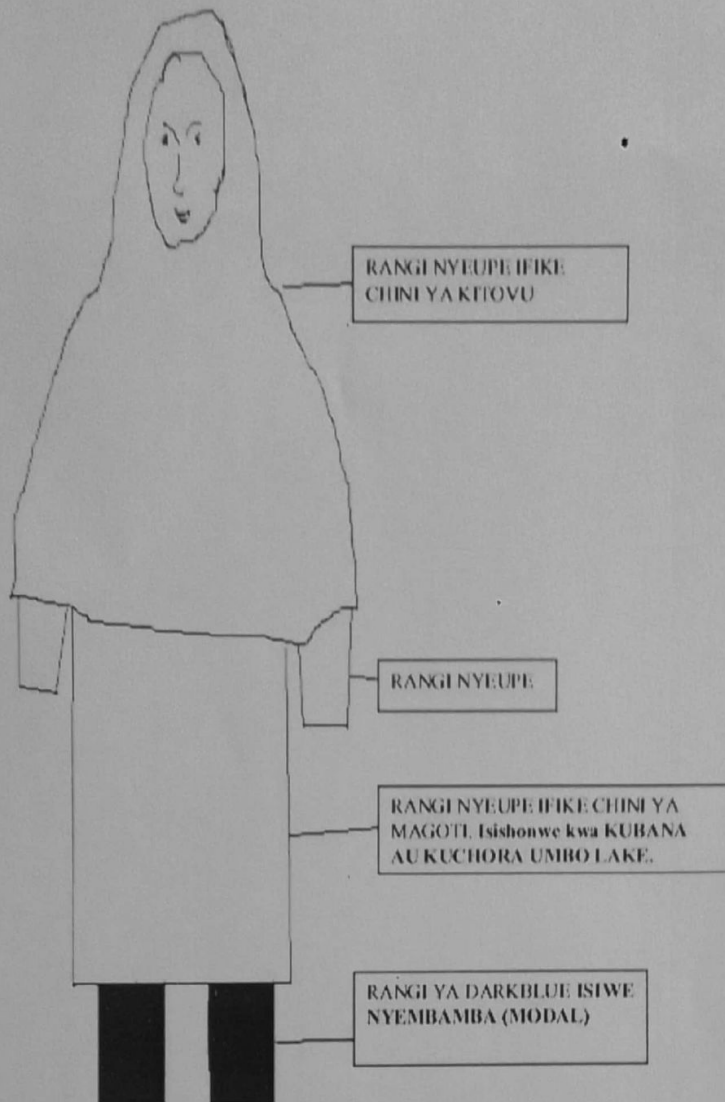 RANGI NYEUPE IFIKE
CHINI YA KITOVU
RANGI NYEUPE
RANGI NYEUPE IFIKE CHINI YA
MAGOTI. Isishonwe kwa KUBANA
AU KUCHORA UMBO LAKE.
RANGI YA DARKBLUE ISIWE
NYEMBAMBA (MODAL)